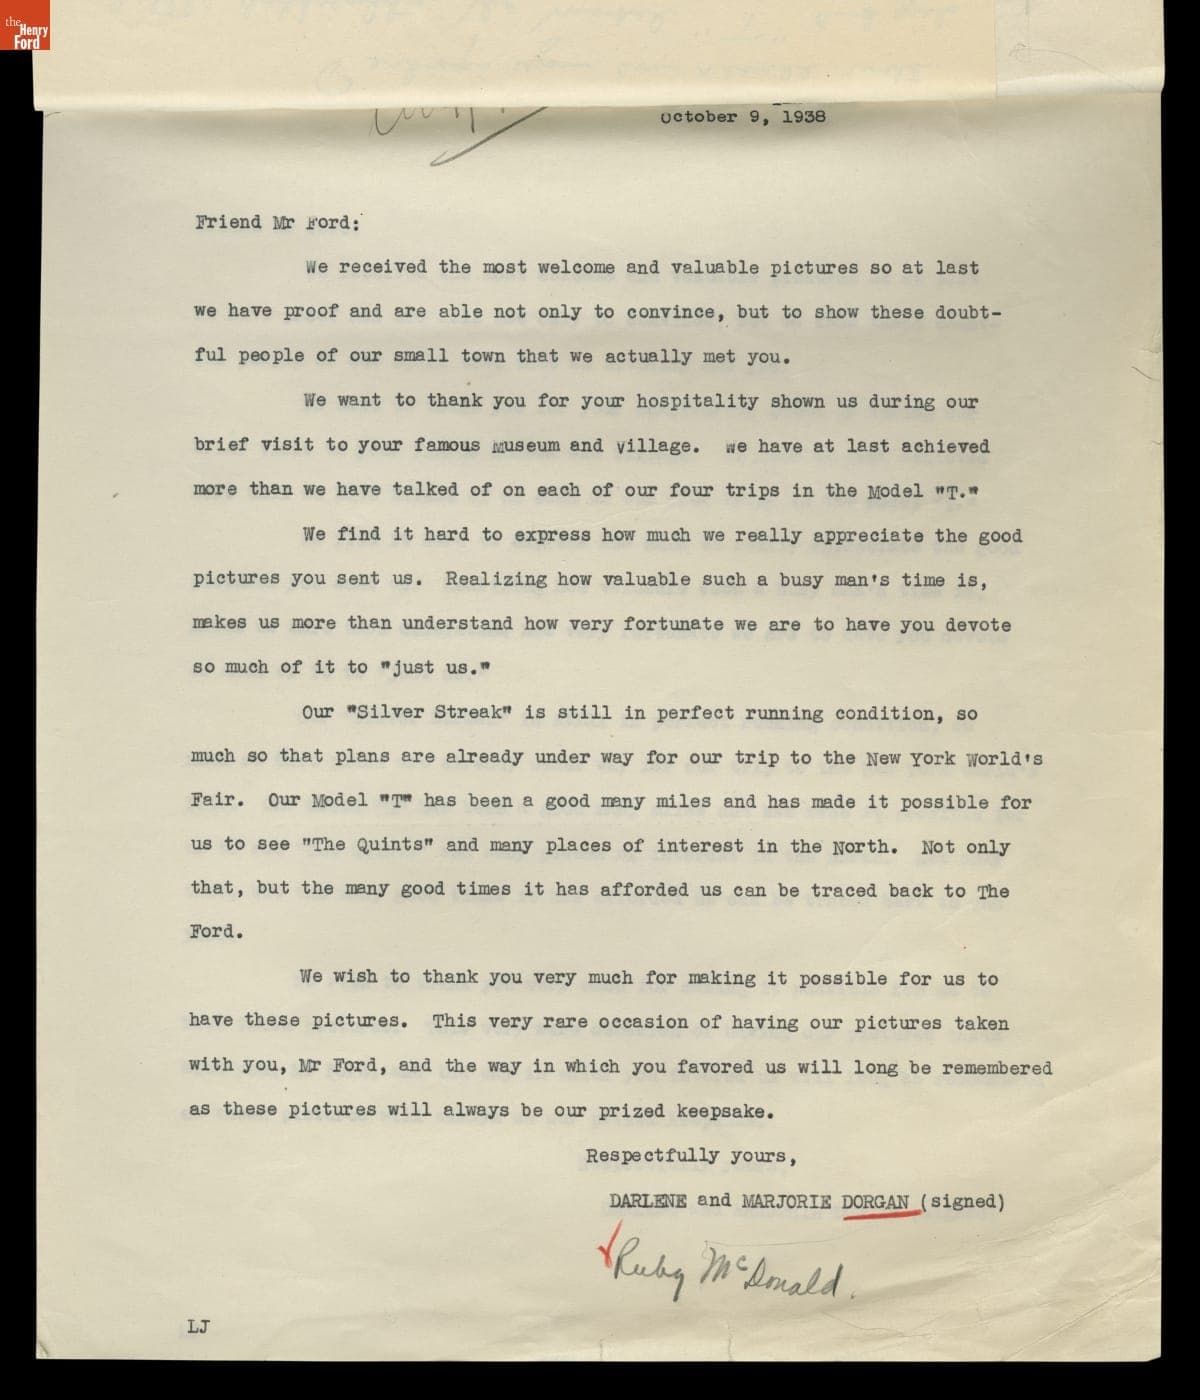 the
Henry
Ford
October 9, 1938
Friend Mr Ford:
We received the most welcome and valuable pictures so at last
we have proof and are able not only to convince, but to show these doubt-
ful people of our small town that we actually met you.
We want to thank you for your hospitality shown us during our
brief visit to your famous Museum and Village. We have at last achieved
more than we have talked of on each of our four trips in the Model "T."
We find it hard to express how much we really appreciate the good
pictures you sent us. Realizing how valuable such a busy man's time is,
makes us more than understand how very fortunate we are to have you devote
so much of it to "just us."
Our "Silver Streak" is still in perfect running condition, so
much so that plans are already under way for our trip to the New York World's
Fair. Our Model "T" has been a good many miles and has made it possible for
us to see "The Quints" and many places of interest in the North. Not only
that, but the many good times it has afforded us can be traced back to The
Ford.
We wish to thank you very much for making it possible for us to
have these pictures. This very rare occasion of having our pictures taken
with you, Mr Ford, and the way in which you favored us will long be remembered
as these pictures will always be our prized keepsake.
Respectfully yours,
DARLENE and MARJORIE DORGAN (signed)
Ruby McDonald.
LJ